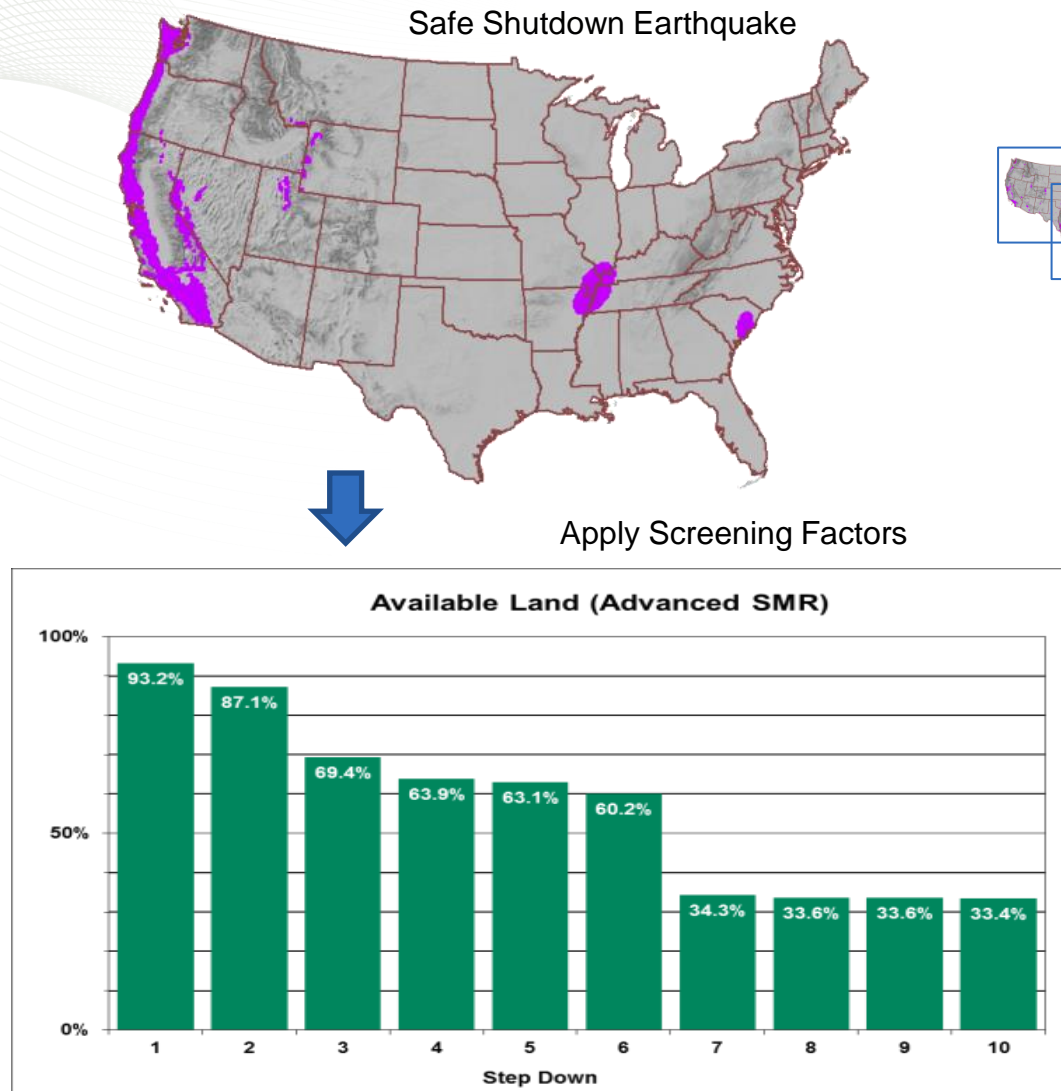 Safe Shutdown Earthquake
Apply Screening Factors
Available Land (Advanced SMR)
100%
93.2%
87.1%
69.4%
63.9%
63.1%
60.2%
50%
34.3%
33.6%
33.6%
33.4%
0%
1 2 3 4 5 6 7 8 9 10
Step Down